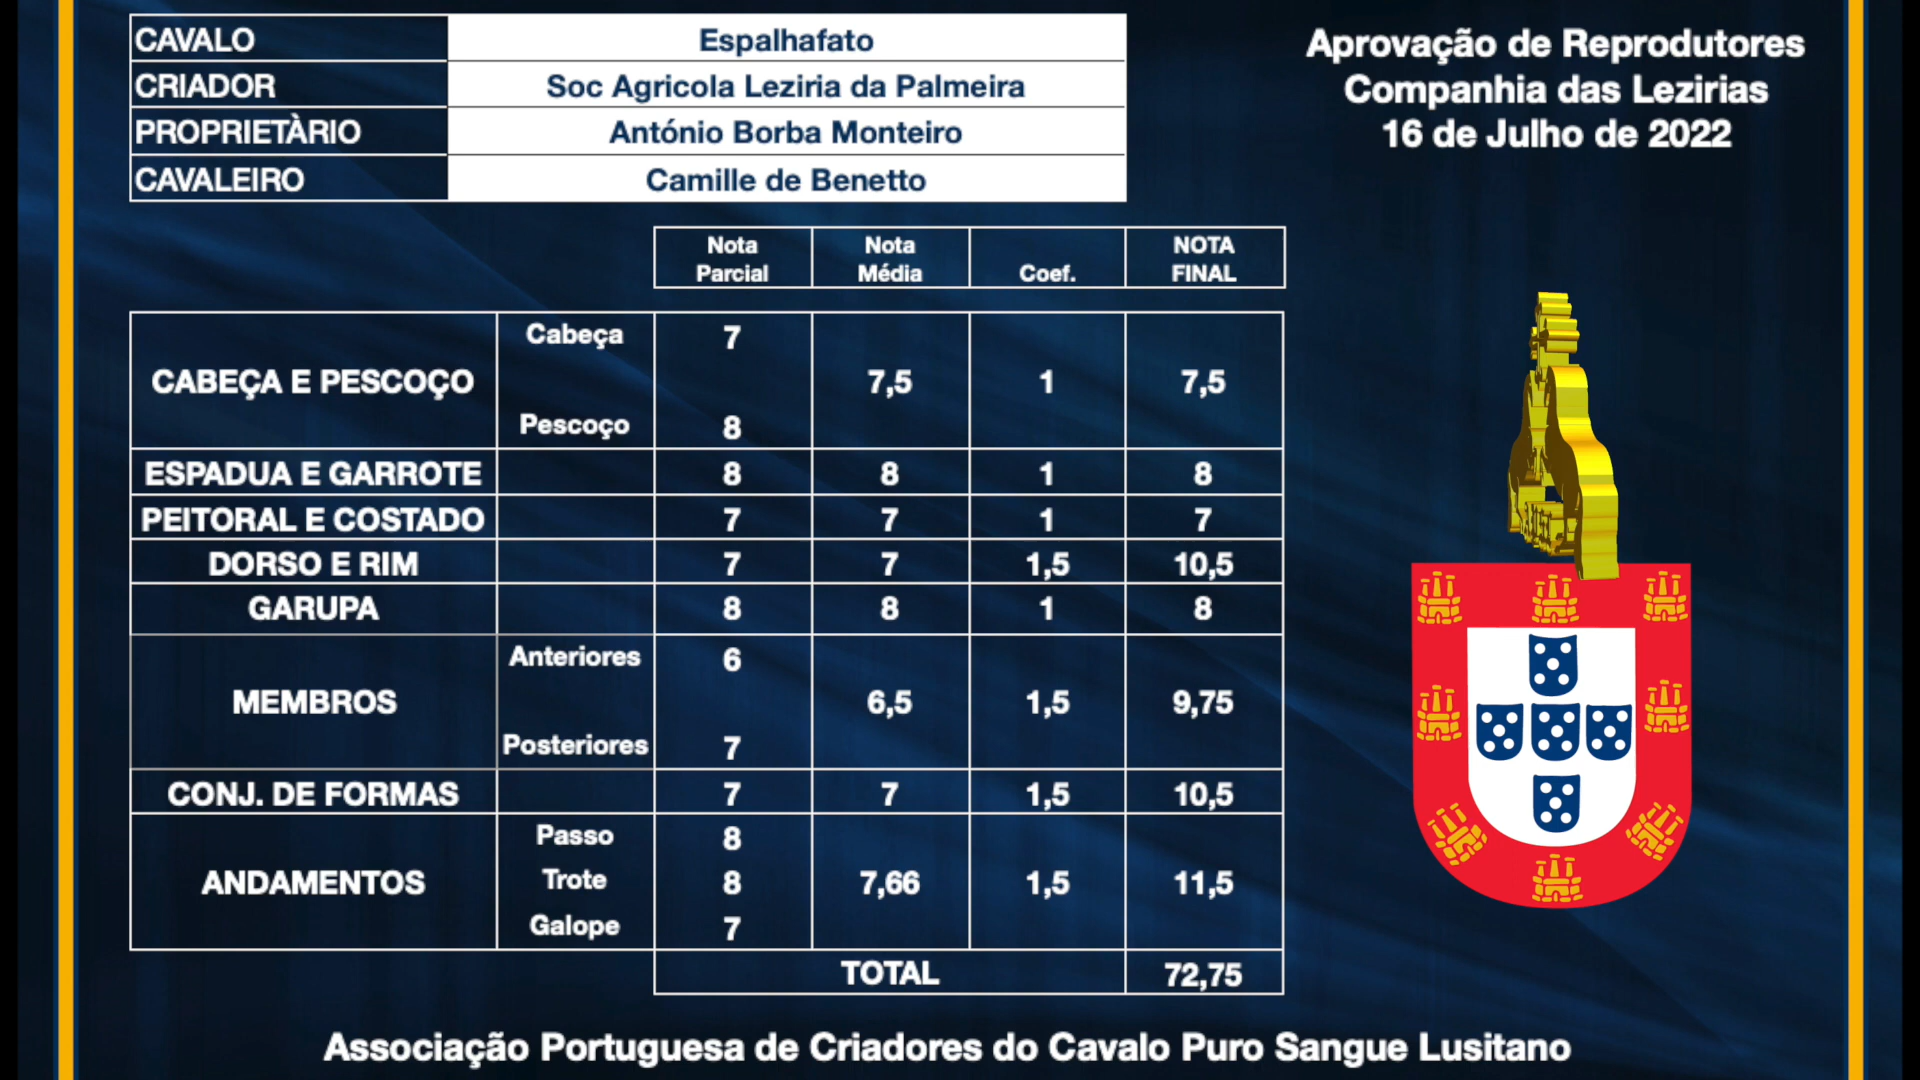 CAVALO Espalhafato
CRIADOR Soc Agricola Leziria da Palmeira
PROPRIETÀRIO António Borba Monteiro
CAVALEIRO Camille de Benetto
Aprovação de Reprodutores
Companhia das Lezirias
16 de Julho de 2022
Nota Parcial Nota Média Coef. NOTA FINAL
Cabeça 7
CABEÇA E PESCOÇO 7,5 1 7,5
Pescoço 8
ESPADUA E GARROTE 8 8 1 8
PEITORAL E COSTADO 7 7 1 7
DORSO E RIM 7 7 1,5 10,5
GARUPA 8 8 1 8
Anteriores 6
MEMBROS 6,5 1,5 9,75
Posteriores 7
CONJ. DE FORMAS 7 7 1,5 10,5
Passo 8
ANDAMENTOS Trote 8 7,66 1,5 11,5
Galope 7
TOTAL 72,75
Associação Portuguesa de Criadores do Cavalo Puro Sangue Lusitano